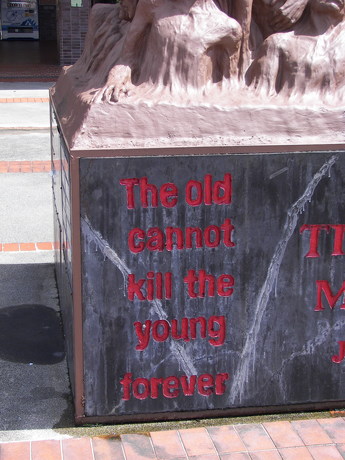 The old
cannot
kill the
young
forever